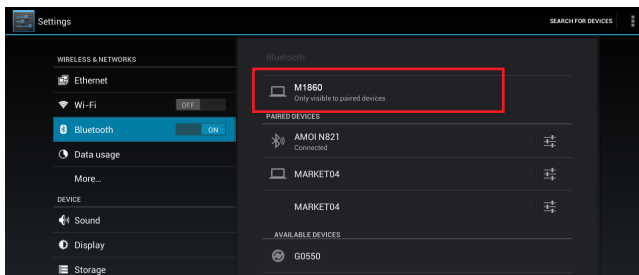 Settings
SEARCH FOR DEVICES
WIRELESS & NETWORKS
Ethernet
Wi-Fi
OFF
Bluetooth
ON
Data usage
More...
DEVICE
Sound
Display
Storage
Bluetooth
M1860
Only visible to paired devices
PAIRED DEVICES
AMOI N821
Connected
MARKET04
MARKET04
AVAILABLE DEVICES
G0550